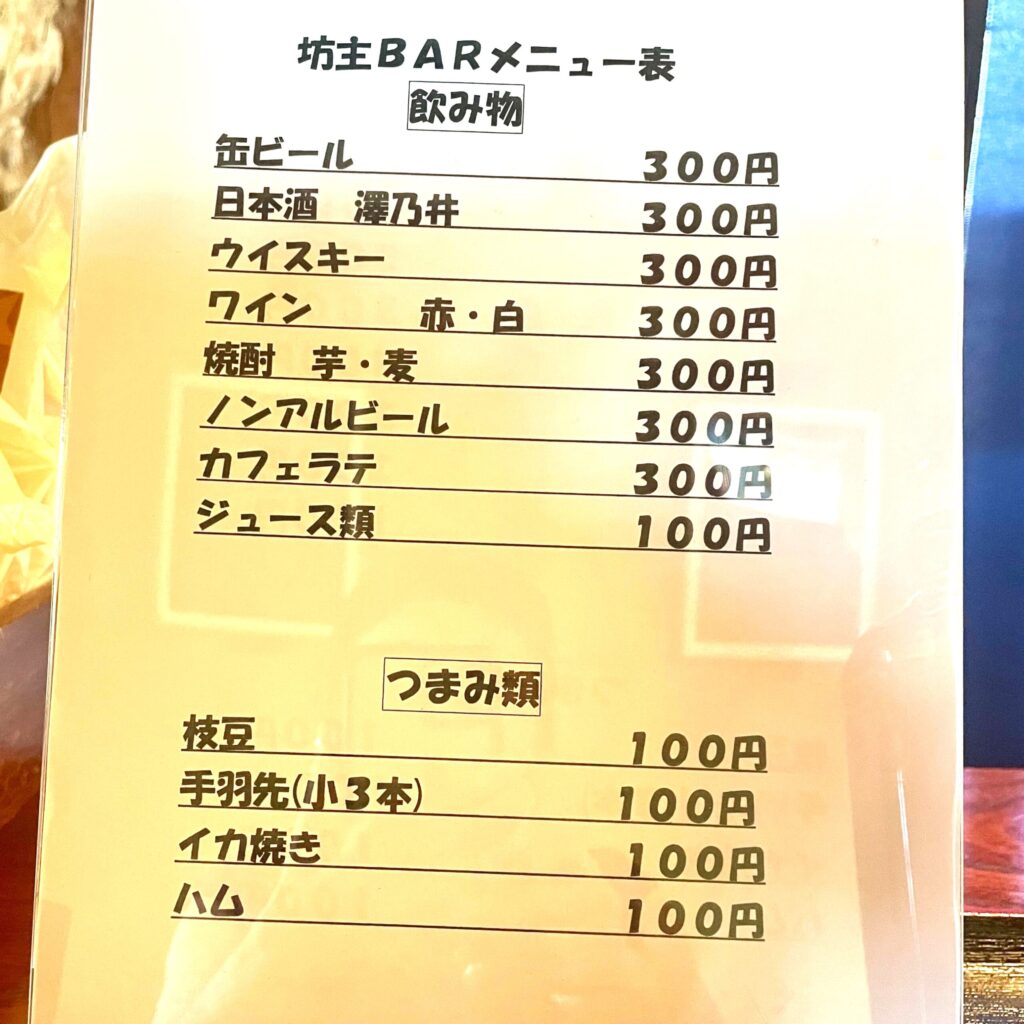 坊主BARメニュー表
飲み物
缶ビール 300円
日本酒 澤乃井 300円
ウイスキー 300円
ワイン 赤・白 300円
焼酎 芋・麦 300円
ノンアルビール 300円
カフェラテ 300円
ジュース類 100円
つまみ類
枝豆 100円
手羽先(小3本) 100円
イカ焼き 100円
ハム 100円